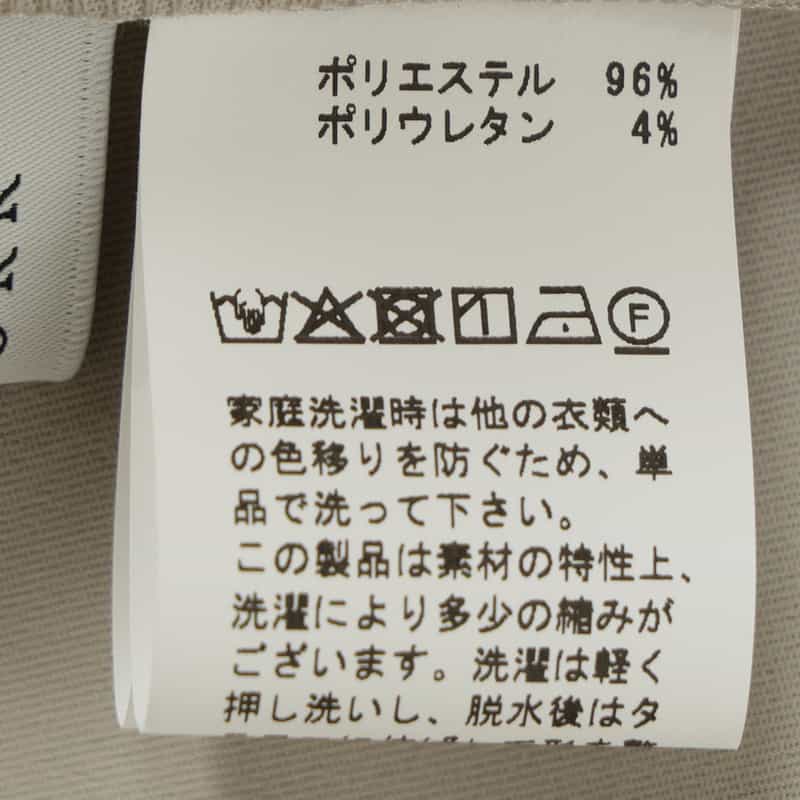 ポリエステル 96%
ポリウレタン 4%
F
家庭洗濯時は他の衣類へ
の色移りを防ぐため、単
品で洗って下さい。
この製品は素材の特性上、
洗濯により多少の縮みが
ございます。洗濯は軽く
押し洗いし、脱水後はタ